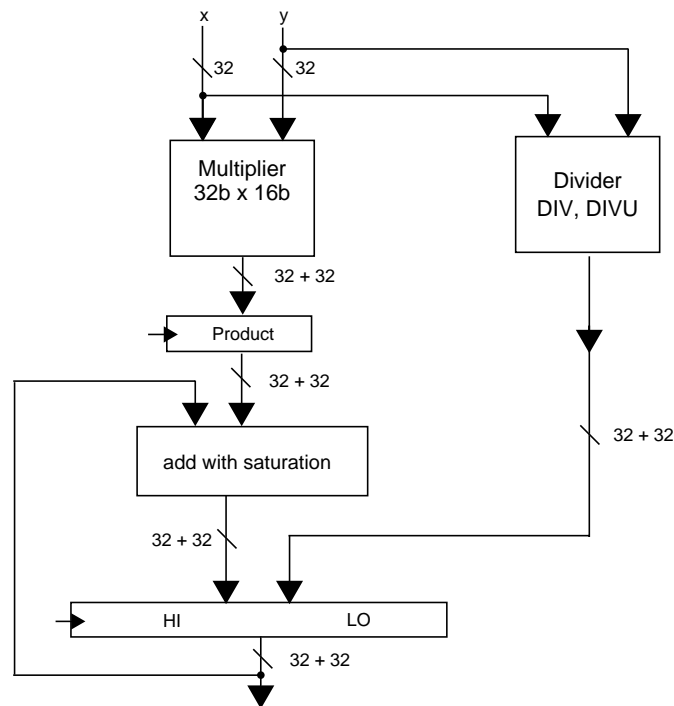 x
y
32
32
Multiplier
32b x 16b
Divider
DIV, DIVU
32 + 32
Product
32 + 32
add with saturation
32 + 32
32 + 32
HI
LO
32 + 32